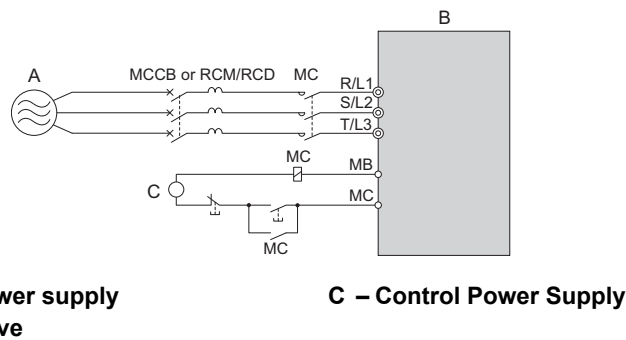 B
A
MCCB or RCM/RCD MC
R/L1
S/L2
T/L3
MC
MB
C
MC
MC
wer supply
C – Control Power Supply
ve